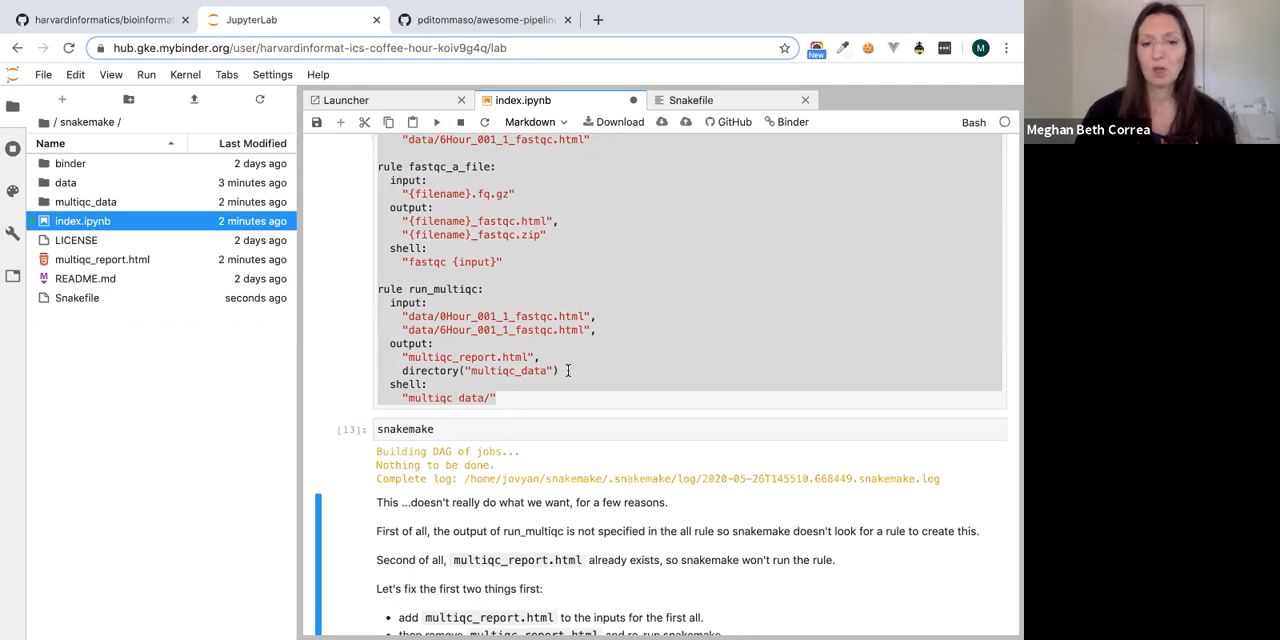 harvardinformatics/bioinformat
JupyterLab
pditommaso/awesome-pipeline
hub.gke.mybinder.org/user/harvardinformat-ics-coffee-hour-koiv9g4q/lab
New
M
File Edit View Run Kernel Tabs Settings Help
Launcher
index.ipynb
Snakefile
Markdown
Download
GitHub
Binder
Bash
/ snakemake /
Name Last Modified
binder 2 days ago
data 3 minutes ago
multiqc_data 2 minutes ago
index.ipynb 2 minutes ago
LICENSE 2 days ago
multiqc_report.html 2 minutes ago
README.md 2 days ago
Snakefile seconds ago
"data/6Hour_001_1_fastqc.html"
rule fastqc_a_file:
input:
"{filename}.fq.gz"
output:
"{filename}_fastqc.html",
"{filename}_fastqc.zip"
shell:
"fastqc {input}"
rule run_multiqc:
input:
"data/0Hour_001_1_fastqc.html",
"data/6Hour_001_1_fastqc.html",
output:
"multiqc_report.html",
directory("multiqc_data")
shell:
"multiqc data/"
[13]: snakemake
Building DAG of jobs...
Nothing to be done.
Complete log: /home/jovyan/snakemake/.snakemake/log/2020-05-26T145510.668449.snakemake.log
This ...doesn't really do what we want, for a few reasons.
First of all, the output of run_multiqc is not specified in the all rule so snakemake doesn't look for a rule to create this.
Second of all, multiqc_report.html already exists, so snakemake won't run the rule.
Let's fix the first two things first:
• add multiqc_report.html to the inputs for the first all.
• then remove multiqc_report.html and re-run snakemake.
Meghan Beth Correa